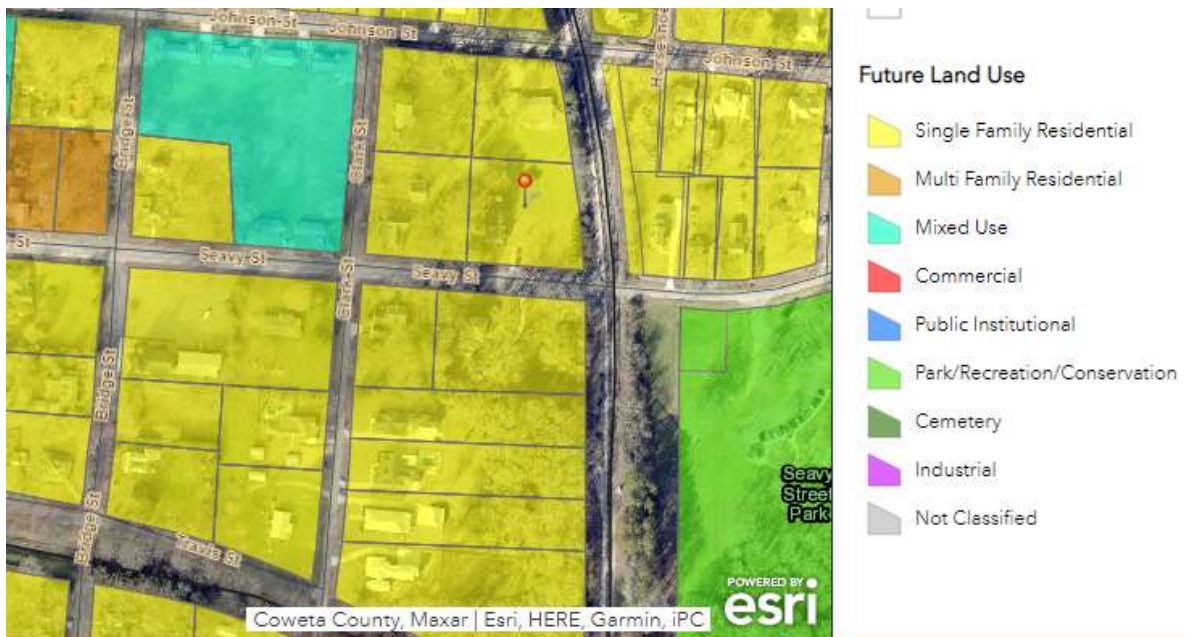 Johnson St
Johnson St
Johnson St
Horseshoe
Bridge St
Clark St
-St
Seavy St
Seavy St
Clark St
Bridge St
Bridge St
Travis St
Seavy
Street
Park
Coweta County, Maxar | Esri, HERE, Garmin, iPC
POWERED BY
esri
Future Land Use
Single Family Residential
Multi Family Residential
Mixed Use
Commercial
Public Institutional
Park/Recreation/Conservation
Cemetery
Industrial
Not Classified